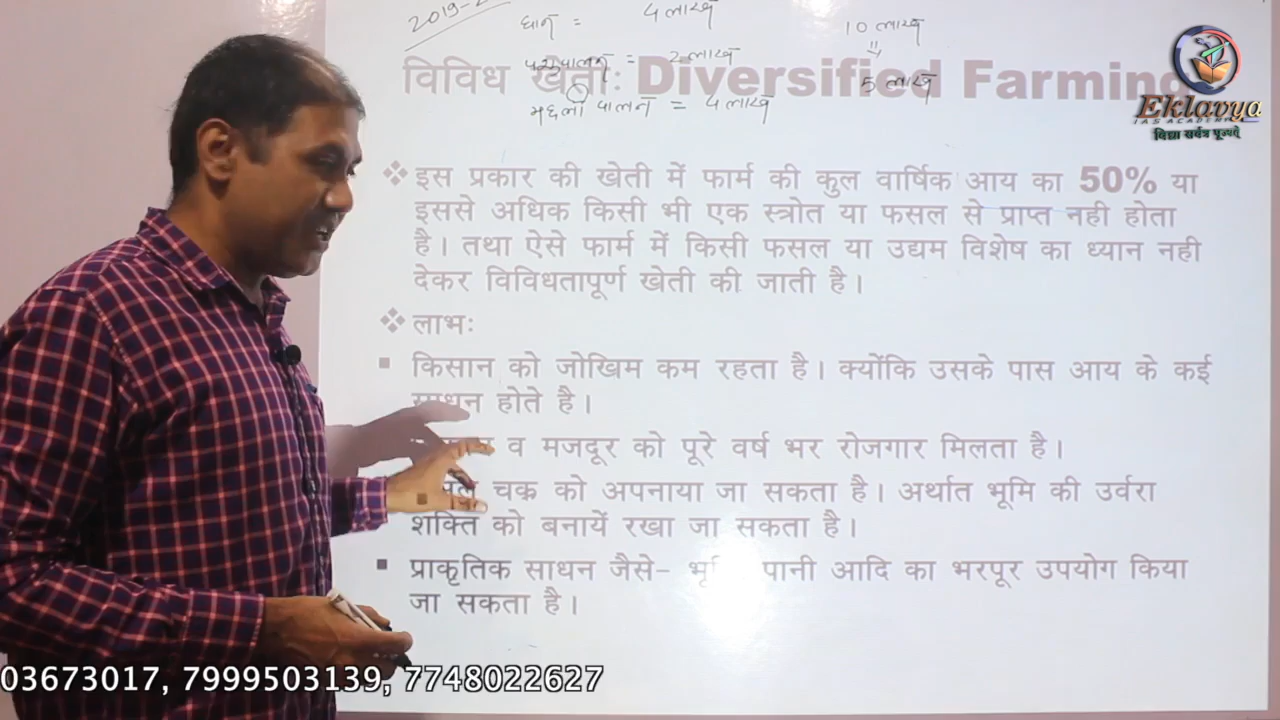 2019-2
धान = 4 लाख
10 लाख
पशुपालन = 2 लाख
5 लाख
मछली पालन = 4 लाख
विविध खेतीः Diversified Farming
Eklavya
IAS ACADEM
विद्या सर्वत्र पूज्यते
❖ इस प्रकार की खेती में फार्म की कुल वार्षिक आय का 50% या
इससे अधिक किसी भी एक स्त्रोत या फसल से प्राप्त नही होता
है। तथा ऐसे फार्म में किसी फसल या उद्यम विशेष का ध्यान नही
देकर विविधतापूर्ण खेती की जाती है।
❖ लाभः
▪ किसान को जोखिम कम रहता है। क्योंकि उसके पास आय के कई
साधन होते है।
व मजदूर को पूरे वर्ष भर रोजगार मिलता है।
चक्र को अपनाया जा सकता है। अर्थात भूमि की उर्वरा
शक्ति को बनायें रखा जा सकता है।
▪ प्राकृतिक साधन जैसे- पानी आदि का भरपूर उपयोग किया
जा सकता है।
03673017, 7999503139, 7748022627